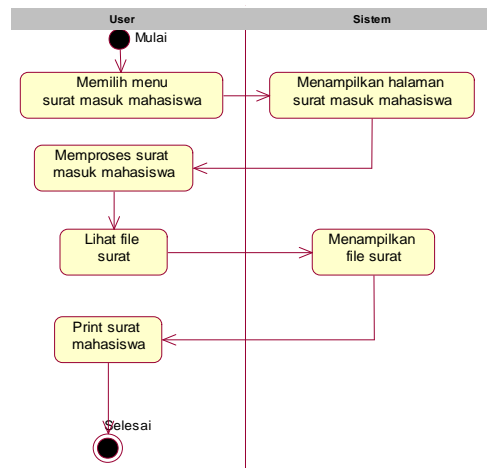 User
Sistem
Mulai
Memilih menu
surat masuk mahasiswa
Menampilkan halaman
surat masuk mahasiswa
Memproses surat
masuk mahasiswa
Lihat file
surat
Menampilkan
file surat
Print surat
mahasiswa
Selesai